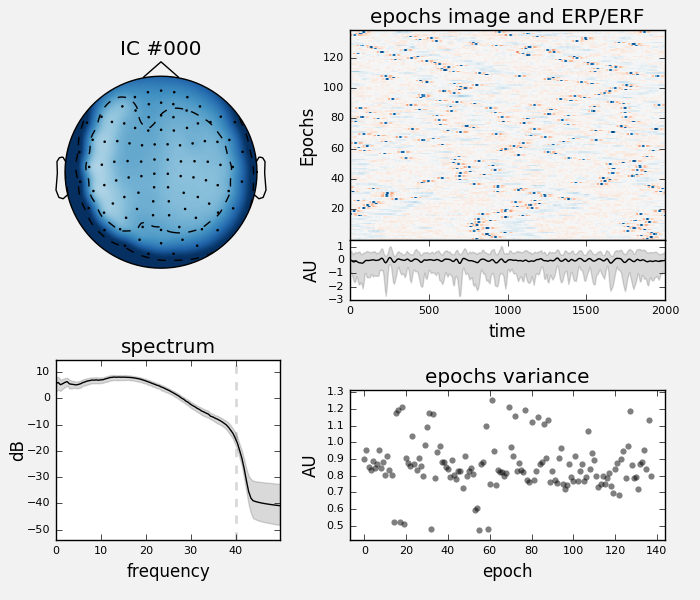 IC #000
epochs image and ERP/ERF
Epochs
120
100
80
60
40
20
AU
1
0
−1
−2
−3
0 500 1000 1500 2000
time
spectrum
dB
10
0
−10
−20
−30
−40
−50
0 10 20 30 40
frequency
epochs variance
AU
1.3
1.2
1.1
1.0
0.9
0.8
0.7
0.6
0.5
0 20 40 60 80 100 120 140
epoch